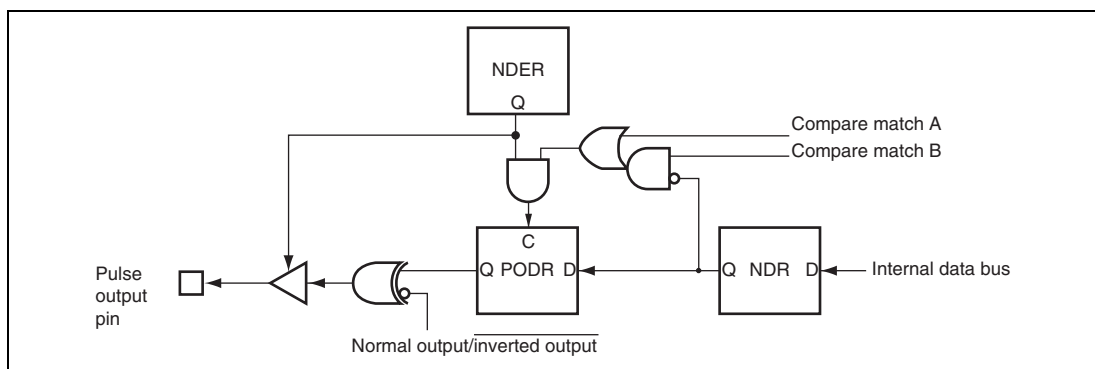 NDER
Q
Compare match A
Compare match B
C
Q PODR D
Q NDR D
Internal data bus
Pulse
output
pin
Normal output/inverted output